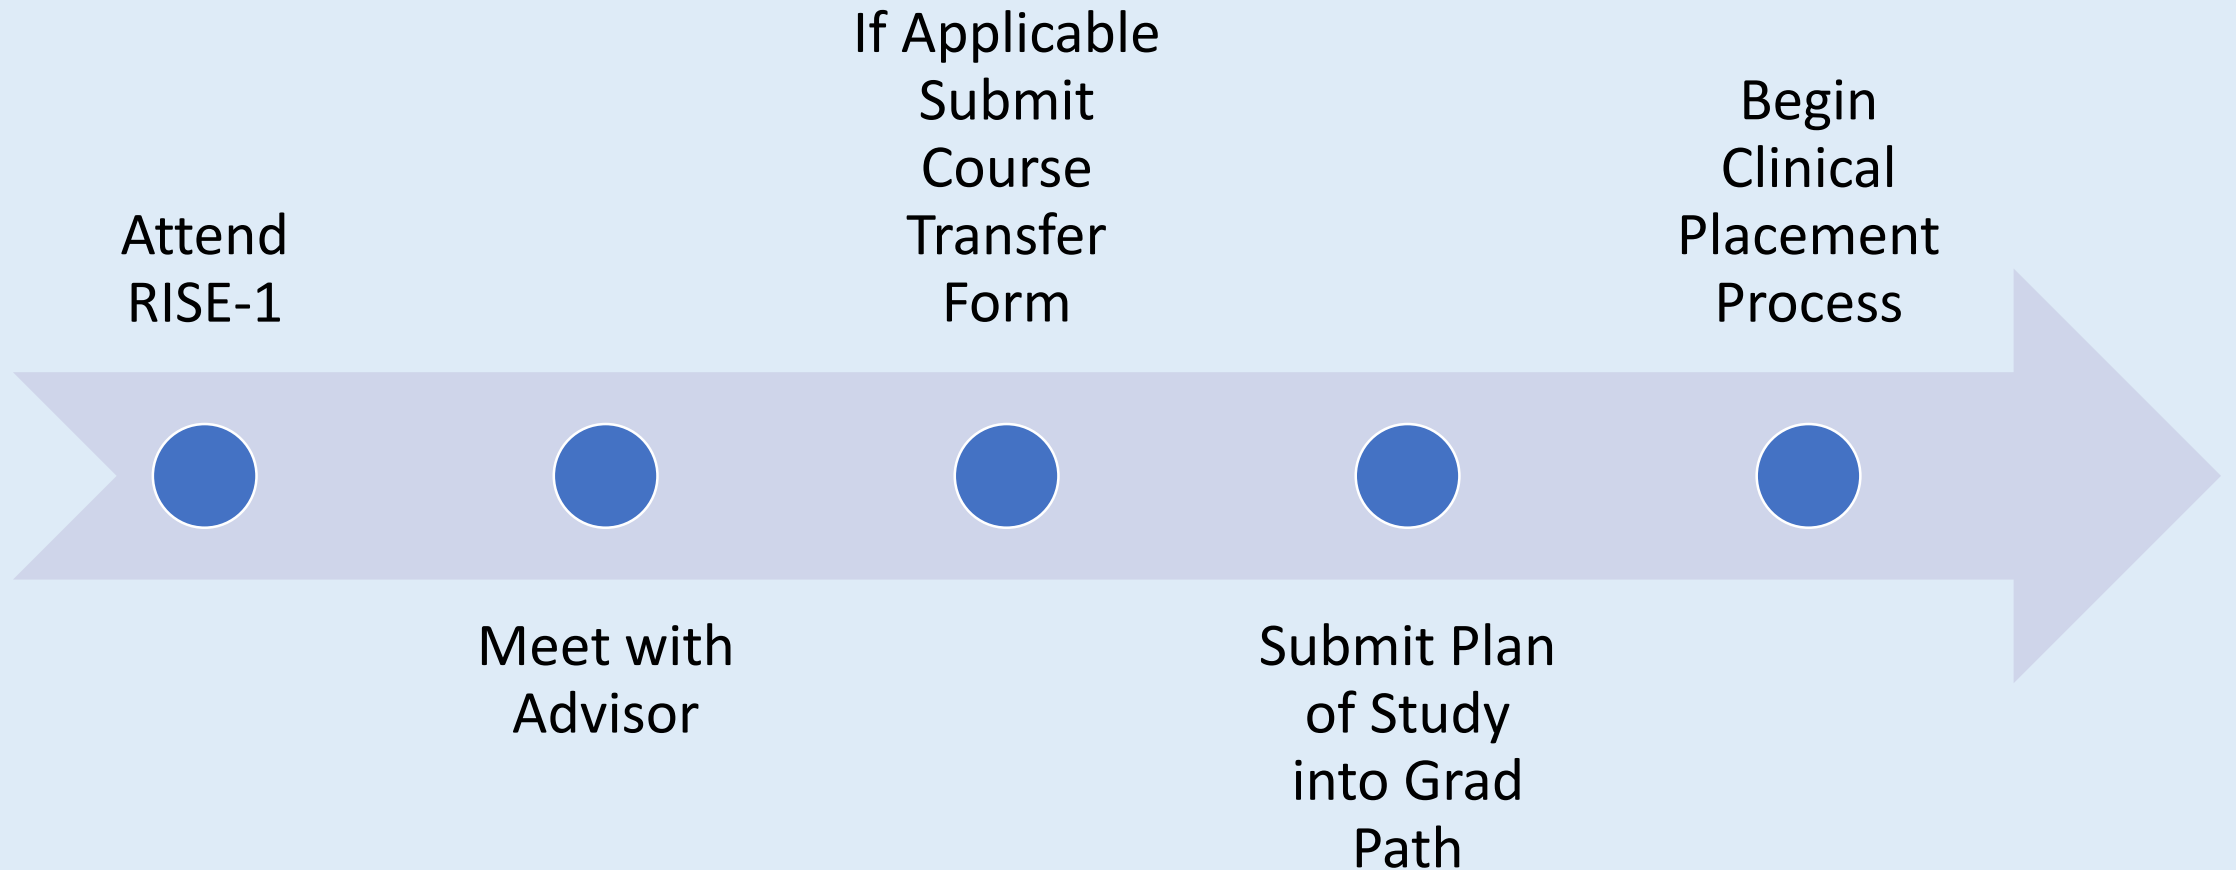 Attend
RISE-1
Meet with
Advisor
If Applicable
Submit
Course
Transfer
Form
Submit Plan
of Study
into Grad
Path
Begin
Clinical
Placement
Process